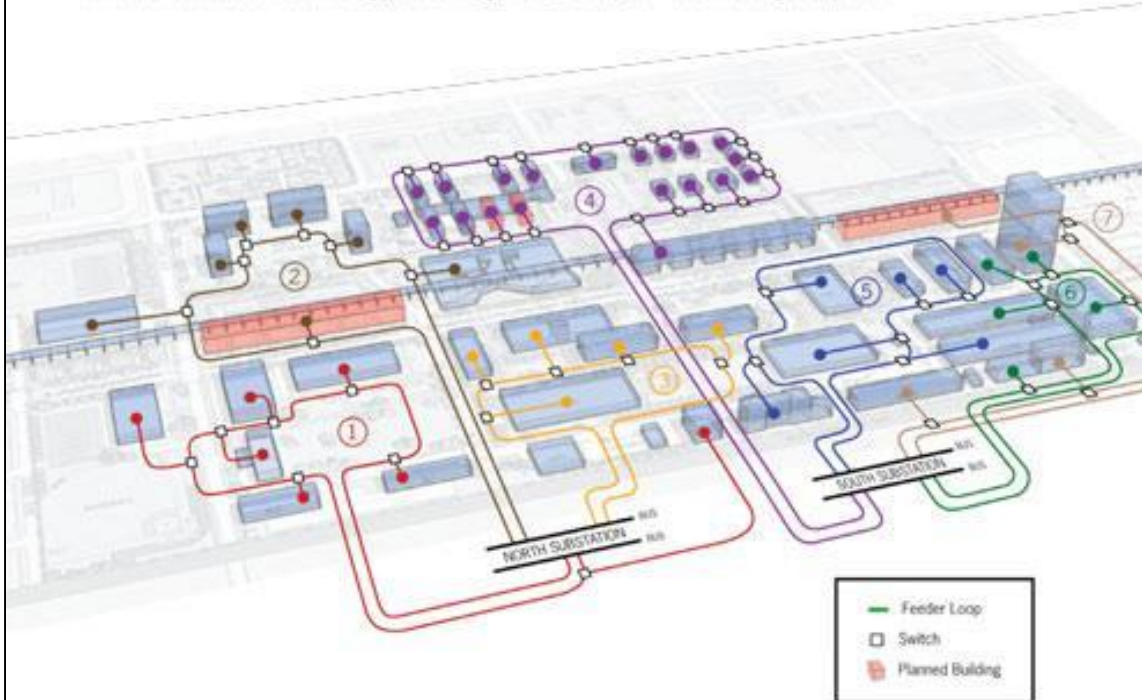 4
7
2
5
6
3
1
BUS
SOUTH SUBSTATION
BUS
BUS
NORTH SUBSTATION
BUS
Feeder Loop
Switch
Planned Building